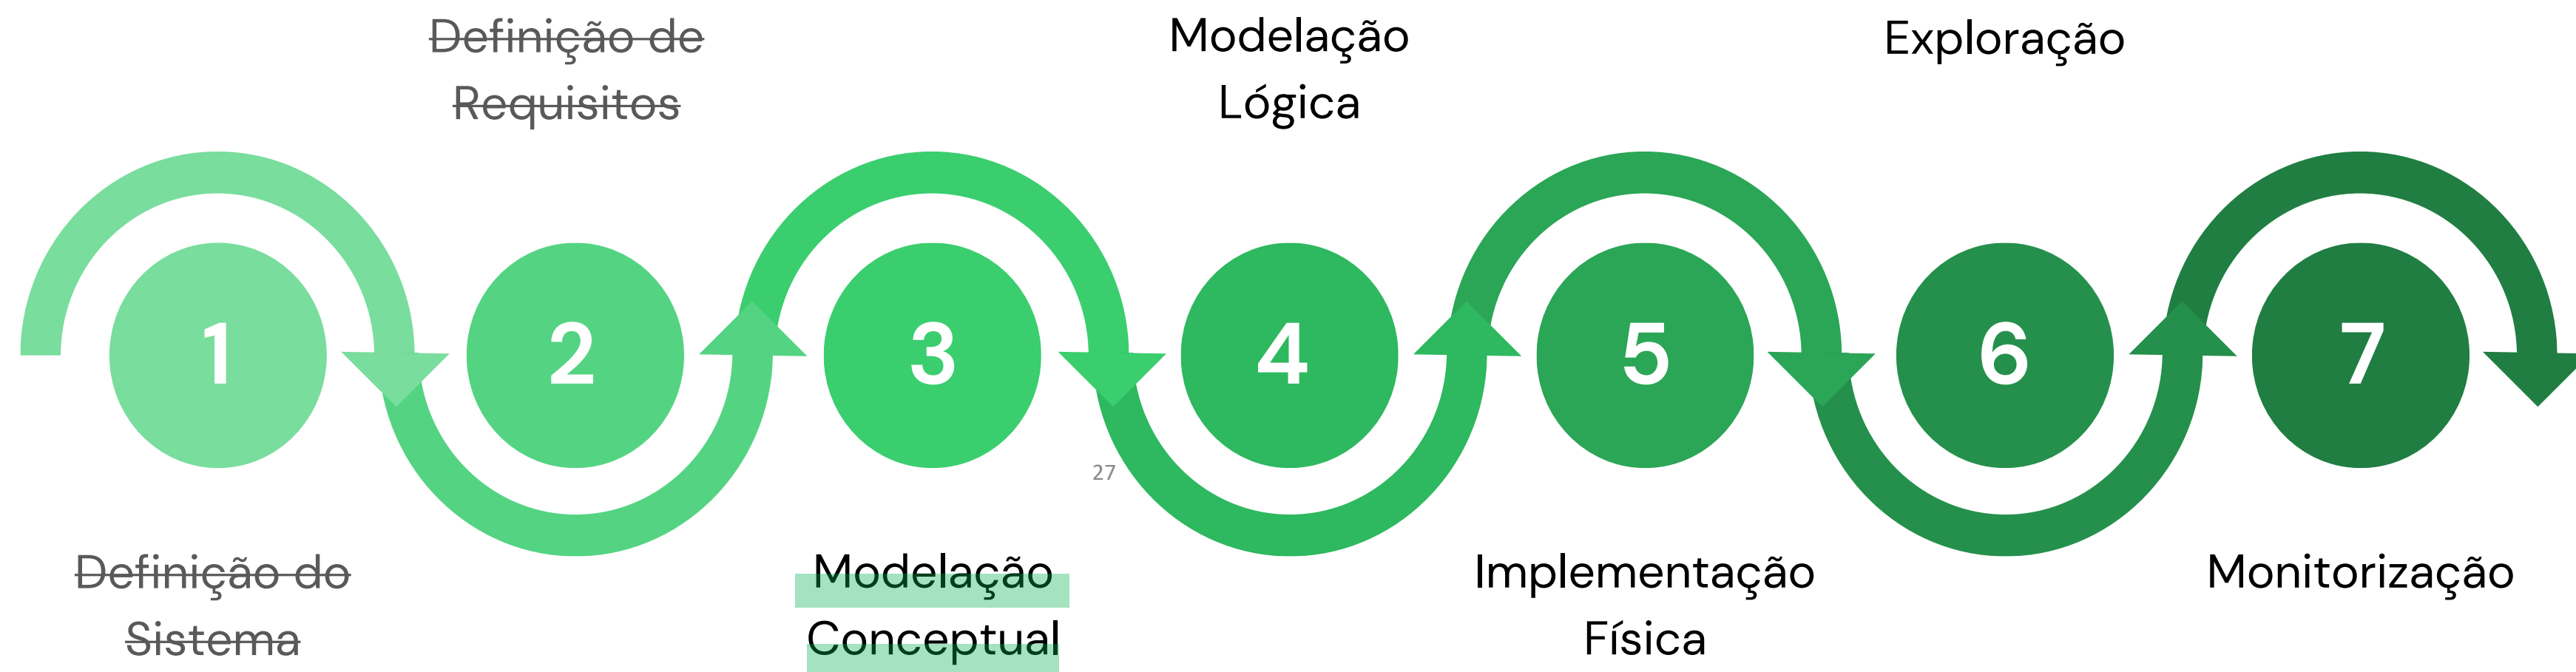 Definição de
Requisitos
Modelação
Lógica
Exploração
1
2
3
4
5
6
7
27
Definição do
Sistema
Modelação
Conceptual
Implementação
Física
Monitorização